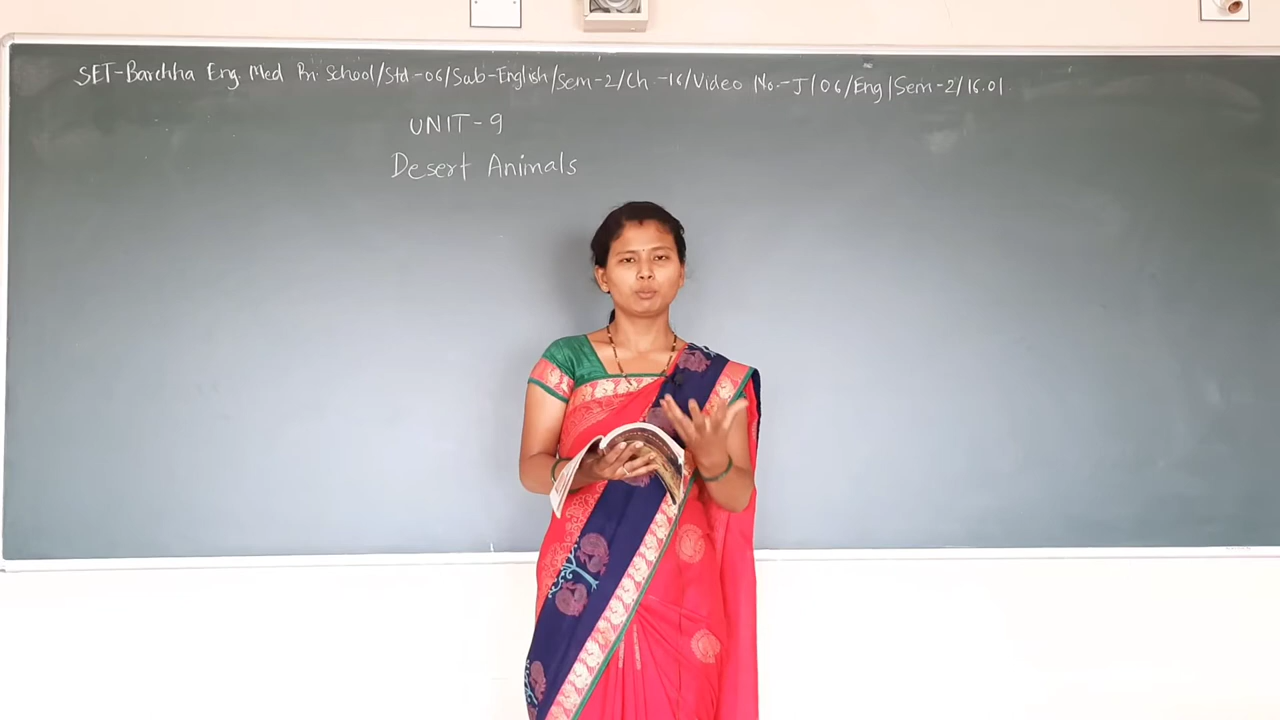 SET-Barchha Eng. Med Pri. School/Std.-06/Sub-English/Sem-2/Ch.-16/Video No.-J/06/Eng/Sem-2/16.01
UNIT-9
Desert Animals